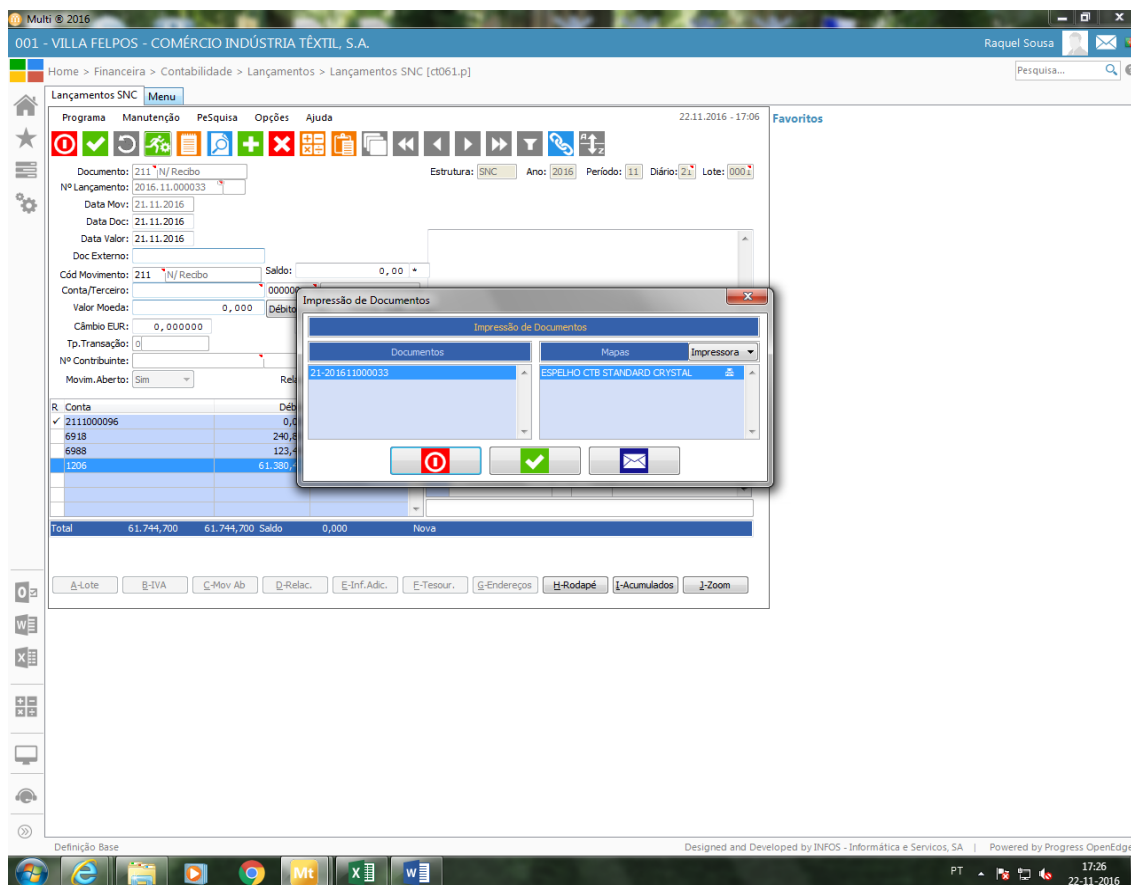 Multi ® 2016
001 - VILLA FELPOS - COMÉRCIO INDÚSTRIA TÊXTIL, S.A.
Raquel Sousa
Home > Financeira > Contabilidade > Lançamentos > Lançamentos SNC [ct061.p]
Pesquisa...
Lançamentos SNC Menu
Programa Manutenção PeSquisa Opções Ajuda 22.11.2016 - 17:06
Favoritos
Documento: 211 N/ Recibo Estrutura: SNC Ano: 2016 Período: 11 Diário: 21 Lote: 0001
Nº Lançamento: 2016.11.000033
Data Mov: 21.11.2016
Data Doc: 21.11.2016
Data Valor: 21.11.2016
Doc Externo:
Cód Movimento: 211 N/ Recibo Saldo: 0,00 *
Conta/Terceiro:
Valor Moeda: 0,000 Débito
Câmbio EUR: 0,000000
Tp.Transação: 0
Nº Contribuinte:
Movim.Aberto: Sim
Impressão de Documentos
Impressão de Documentos
Documentos Mapas Impressora
21-201611000033 ESPELHO CTB STANDARD CRYSTAL
R Conta
2111000096
6918
6988
1206
Total 61.744,700 61.744,700 Saldo 0,000 Nova
A-Lote B-IVA C-Mov Ab D-Relac. E-Inf.Adic. F-Tesour. G-Endereços H-Rodapé I-Acumulados J-Zoom
Definição Base
Designed and Developed by INFOS - Informática e Servicos, SA | Powered by Progress OpenEdge
Mt
PT
17:26
22-11-2016